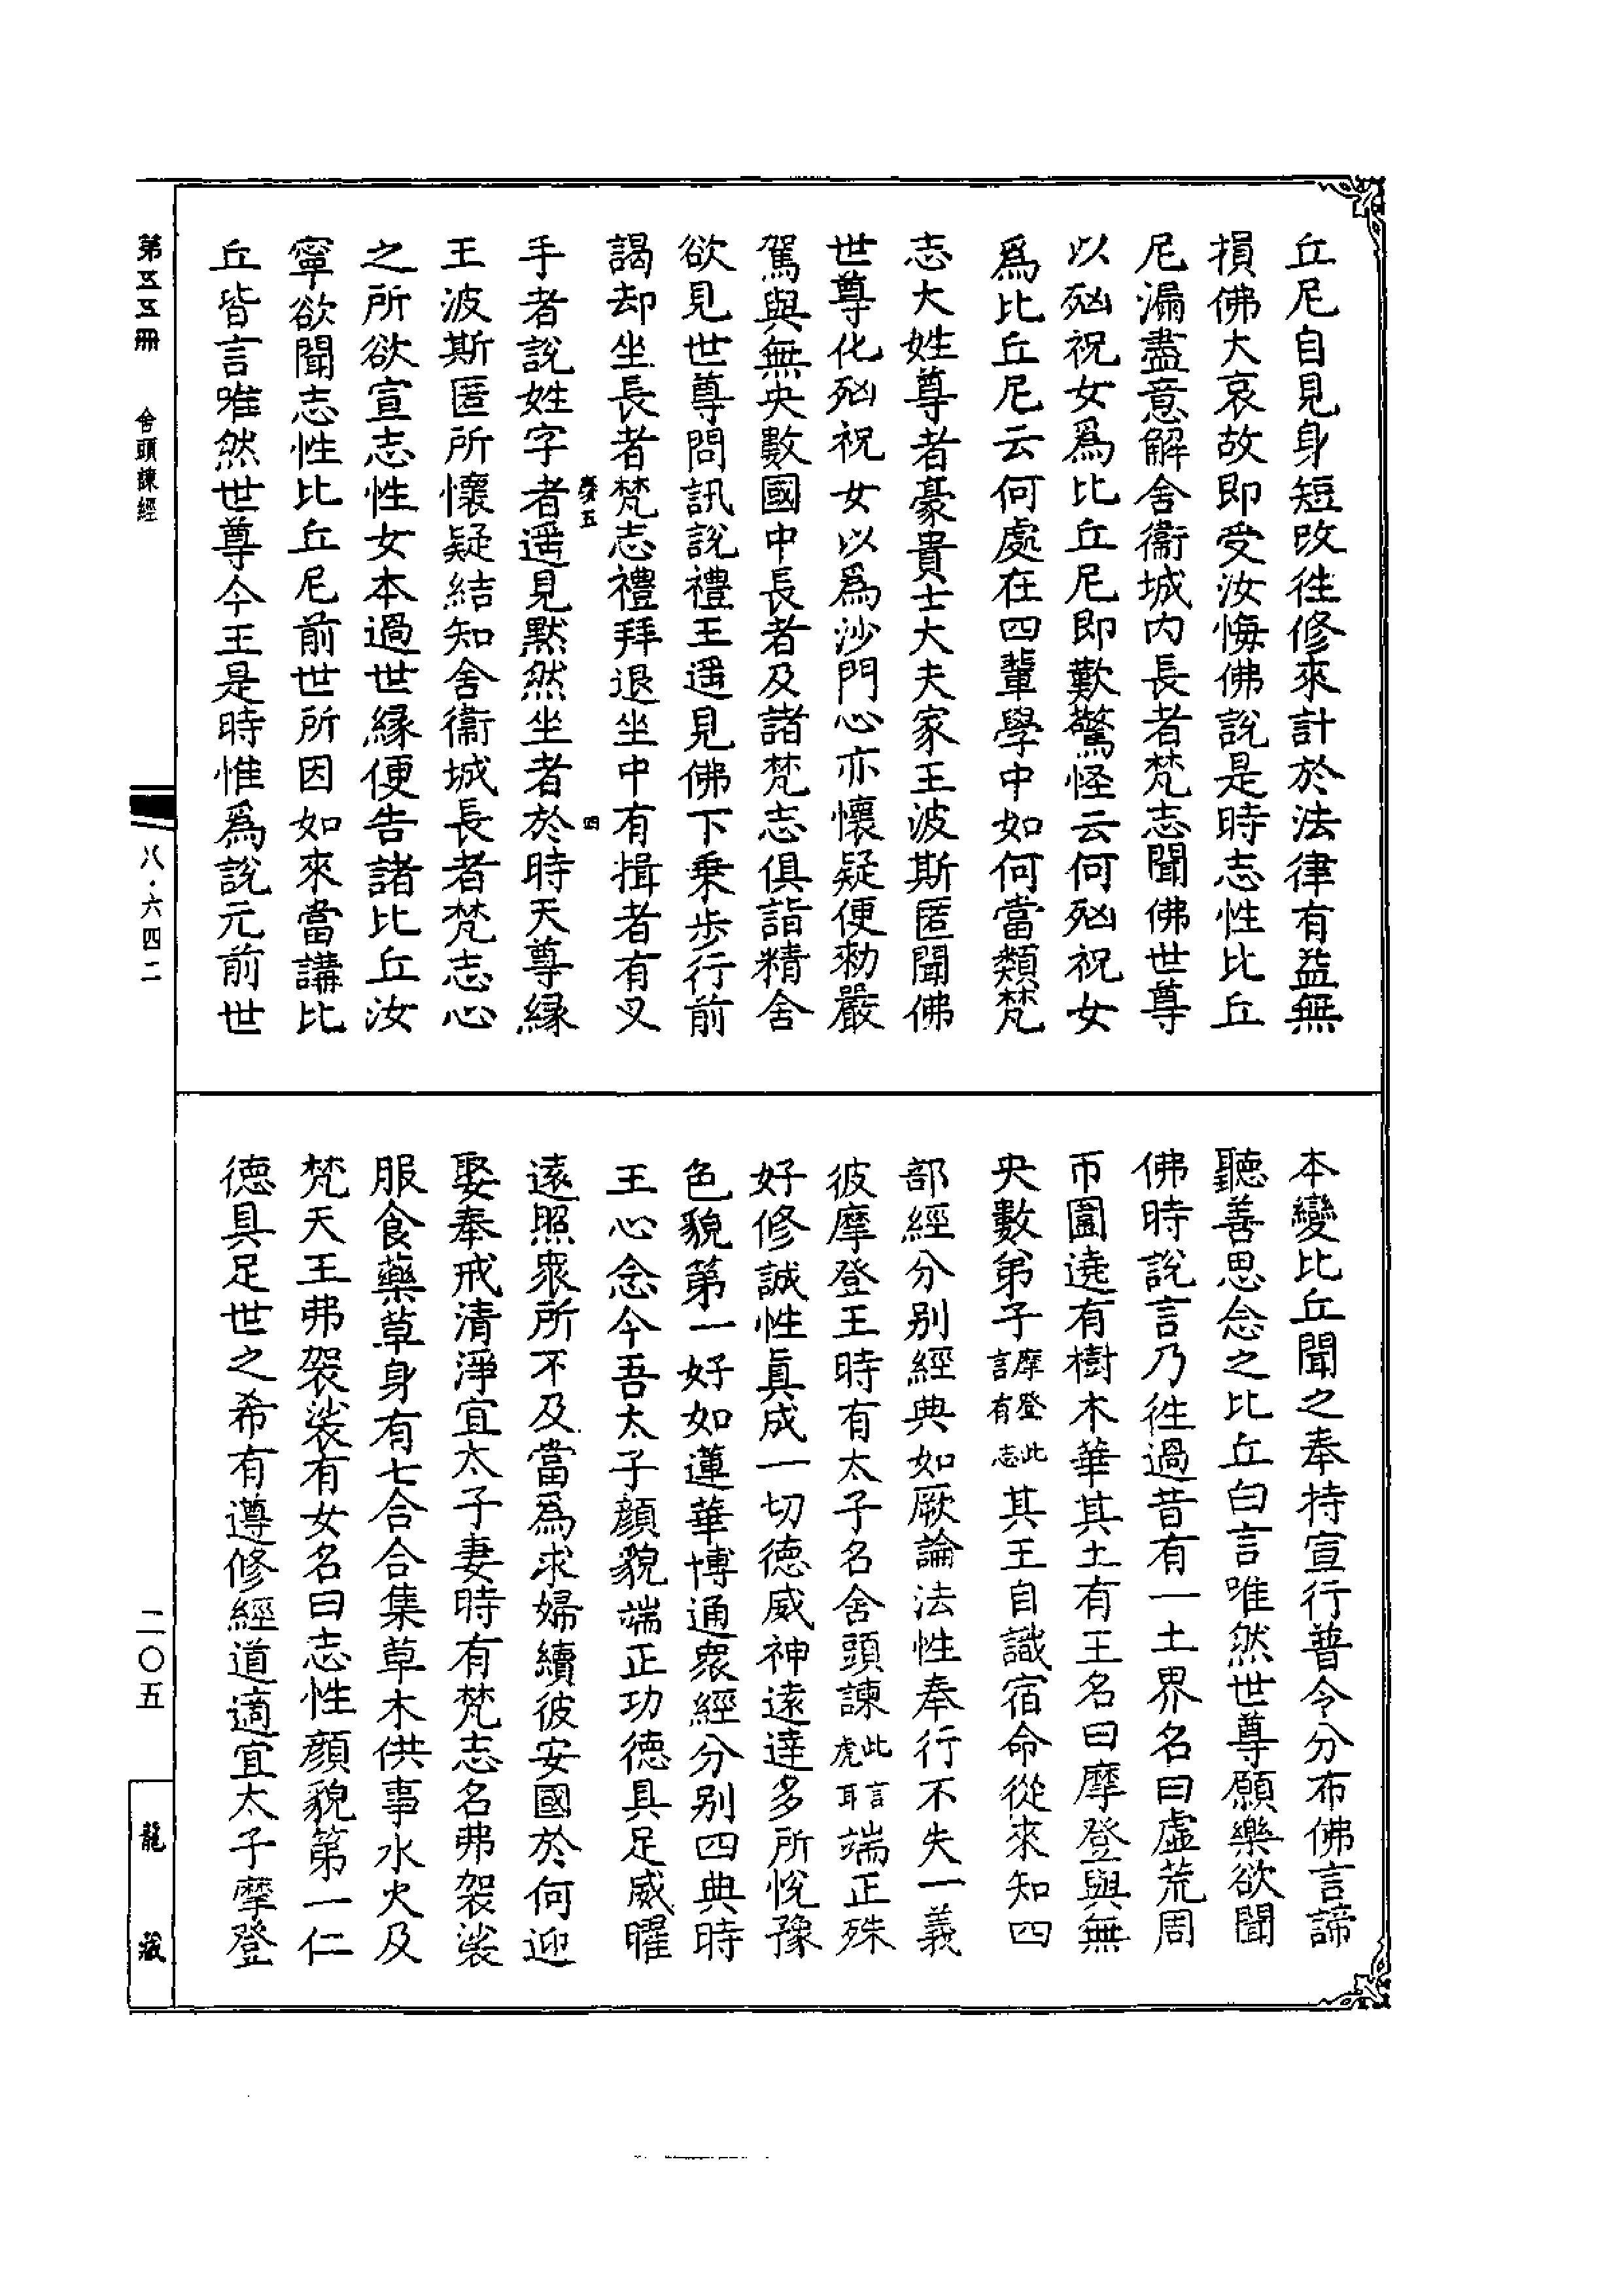 丘尼自見身短改徃修來計於法律有益無
損佛大哀故即受汝悔佛說是時志性比丘
尼漏盡意解舍衞城内長者梵志聞佛世尊
以㐫祝女爲比丘尼即歎驚怪云何㐫祝女
爲比丘尼云何處在四輩學中如何當類梵
志大姓尊者豪貴士大夫家王波斯匿聞佛
世尊化㐫祝女以爲沙門心亦懷疑便勑嚴
駕與無央數國中長者及諸梵志俱詣精舍
欲見世尊問訊說禮王遥見佛下乗步行前
謁却坐長者梵志禮拜退坐中有揖者有叉
手者說姓字者遥見默然坐者於時天尊縁
王波斯匿所懷疑結知舍衞城長者梵志心
之所欲宣志性女本過世縁便告諸比丘汝
寧欲聞志性比丘尼前世所因如來當講比
丘皆言唯然世尊今王是時惟爲說元前世
本變比丘聞之奉持宣行普令分布佛言諦
聽善思念之比丘白言唯然世尊願樂欲聞
佛時說言乃徃過昔有一土界名曰虛荒周
帀園遶有樹木華其土有王名曰摩登與無
央數弟子摩登此言有志此其王自識宿命從來知四
部經分别經典如厥論法性奉行不失一義
彼摩登王時有太子名舍頭諫此言虎耳端正殊
好修誠性真成一切德威神遠達多所悅豫
色貌第一好如蓮華博通衆經分别四典時
王心念今吾太子顔貌端正功德具足威曜
遠照衆所不及當爲求婦續彼安國於何迎
娶奉戒清淨宜太子妻時有梵志名弗袈裟
服食藥草身有七合合集草木供事水火及
梵天王弗袈裟有女名曰志性顔貌第一仁
德具足世之希有遵修經道適宜太子摩登
第五五冊
舍頭諫經
八·六四二
二〇五
龍藏
四